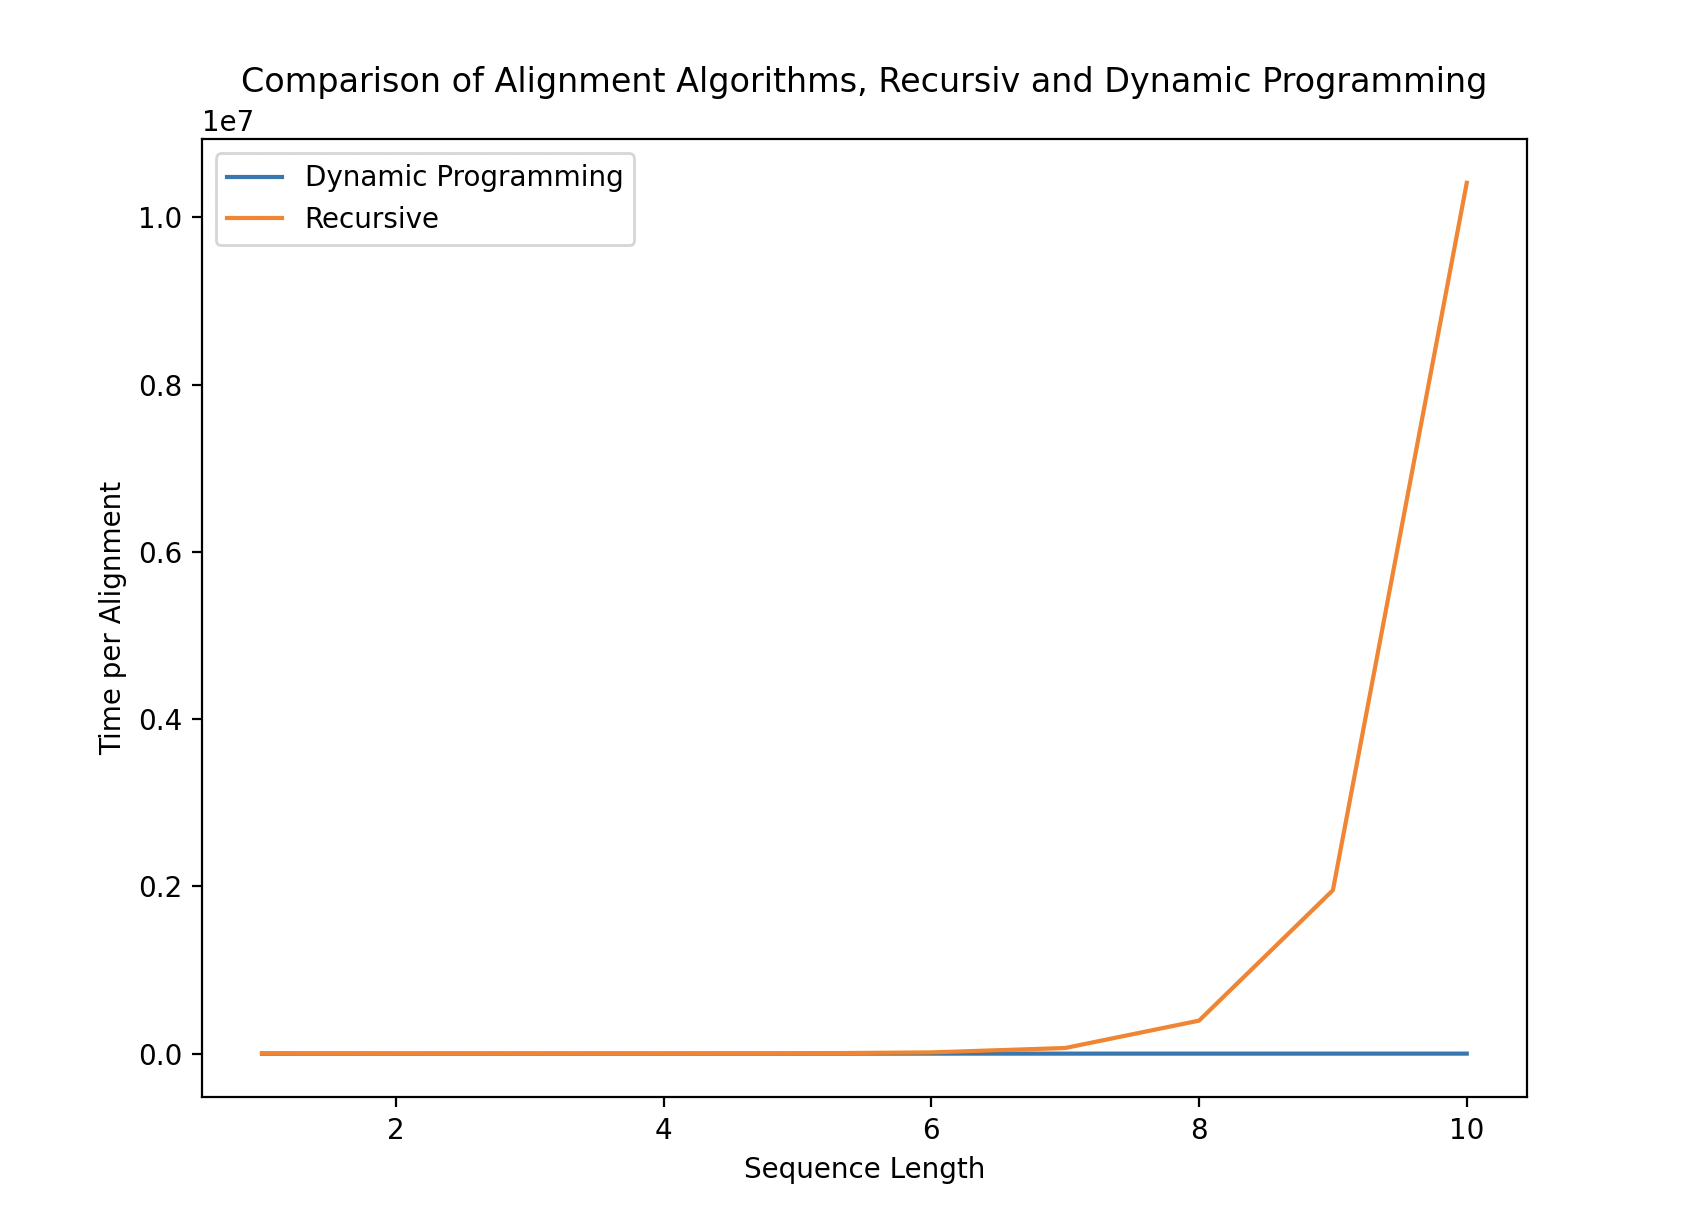 Comparison of Alignment Algorithms, Recursiv and Dynamic Programming
1e7
Dynamic Programming
Recursive
1.0
0.8
0.6
0.4
0.2
0.0
Time per Alignment
2 4 6 8 10
Sequence Length